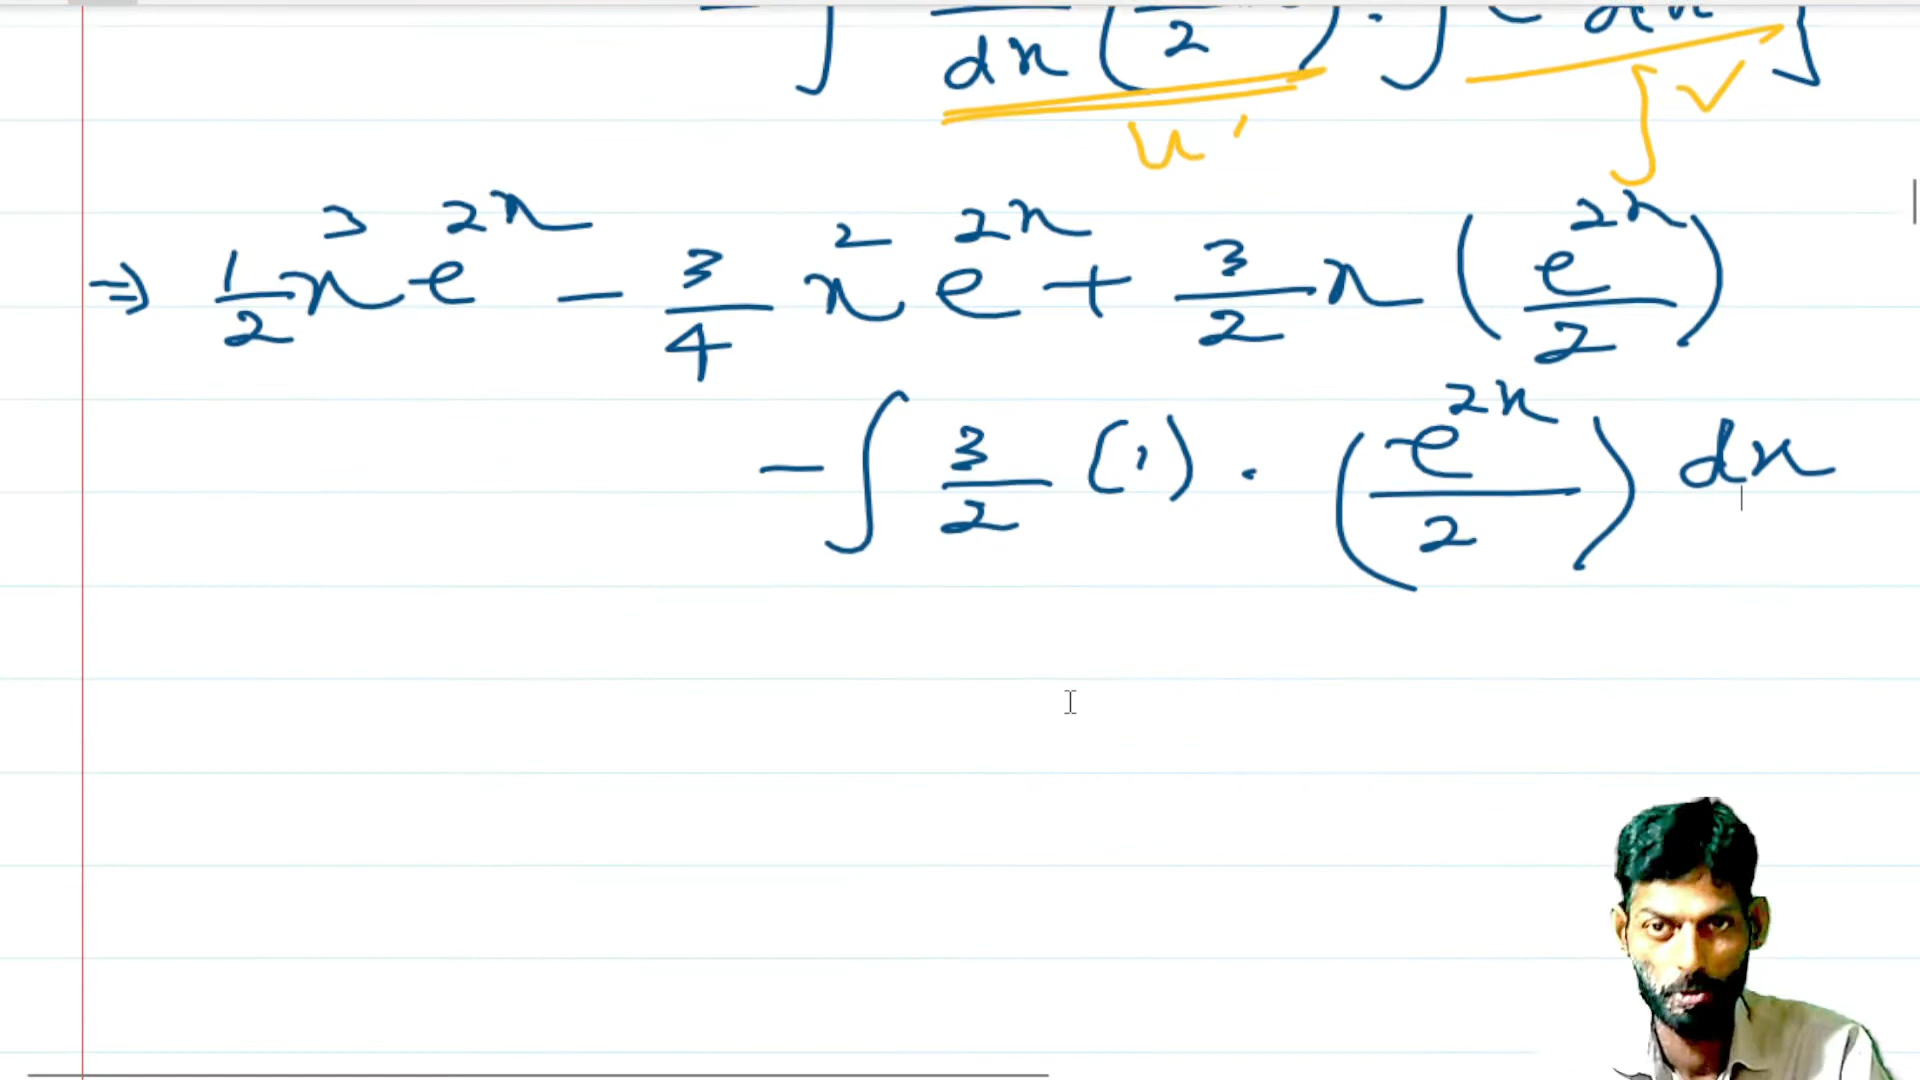 - ∫ d/dx ( /2) . ∫ dx ]
u' ∫v
⇒ 1/2 x³ e^2x - 3/4 x² e^2x + 3/2 x (e^2x/2)
- ∫ 3/2 (1) . (e^2x/2) dx